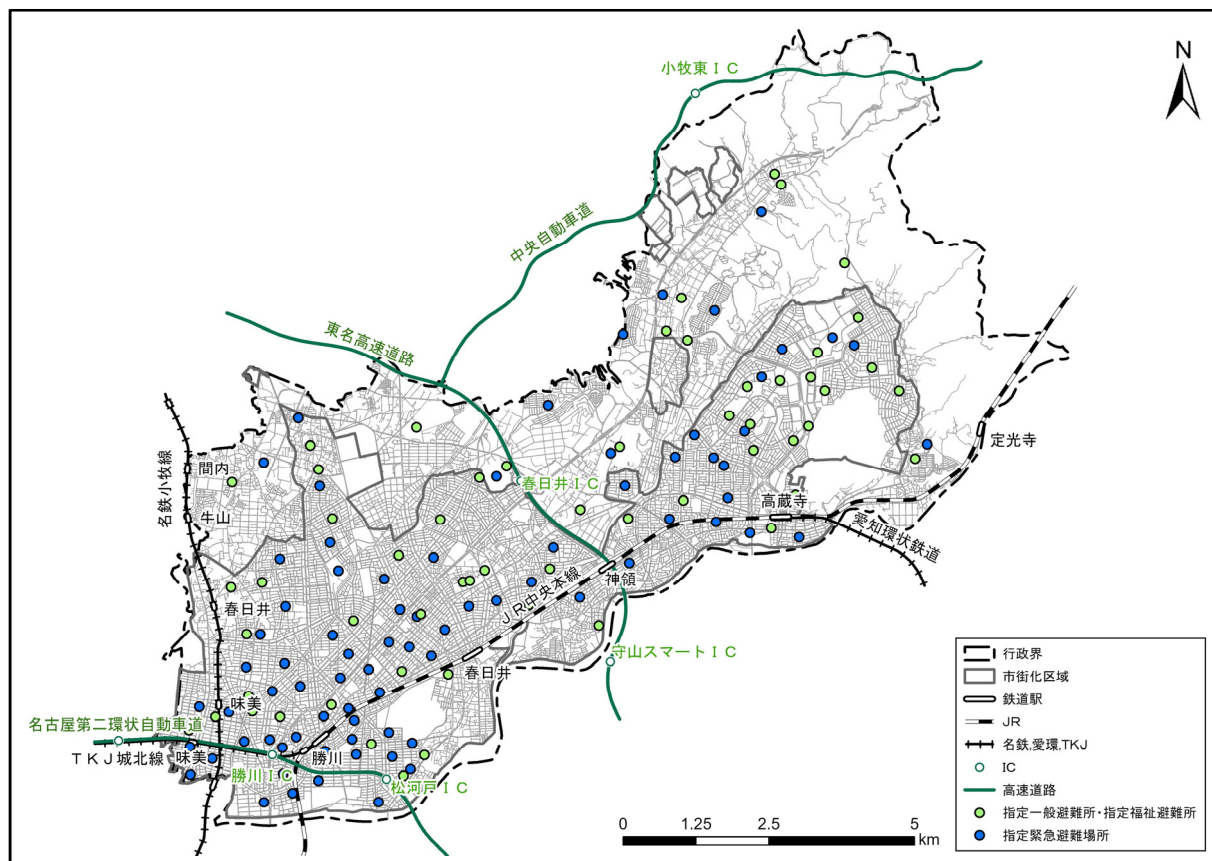 N
小牧東ＩＣ
中央自動車道
東名高速道路
名鉄小牧線
間内
牛山
春日井ＩＣ
定光寺
高蔵寺
愛知環状鉄道
神領
ＪＲ中央本線
春日井
守山スマートＩＣ
春日井
味美
名古屋第二環状自動車道
ＴＫＪ城北線
味美
勝川
勝川ＩＣ
松河戸ＩＣ
行政界
市街化区域
鉄道駅
JR
名鉄,愛環,TKJ
IC
高速道路
指定一般避難所・指定福祉避難所
指定緊急避難場所
0 1.25 2.5 5
km